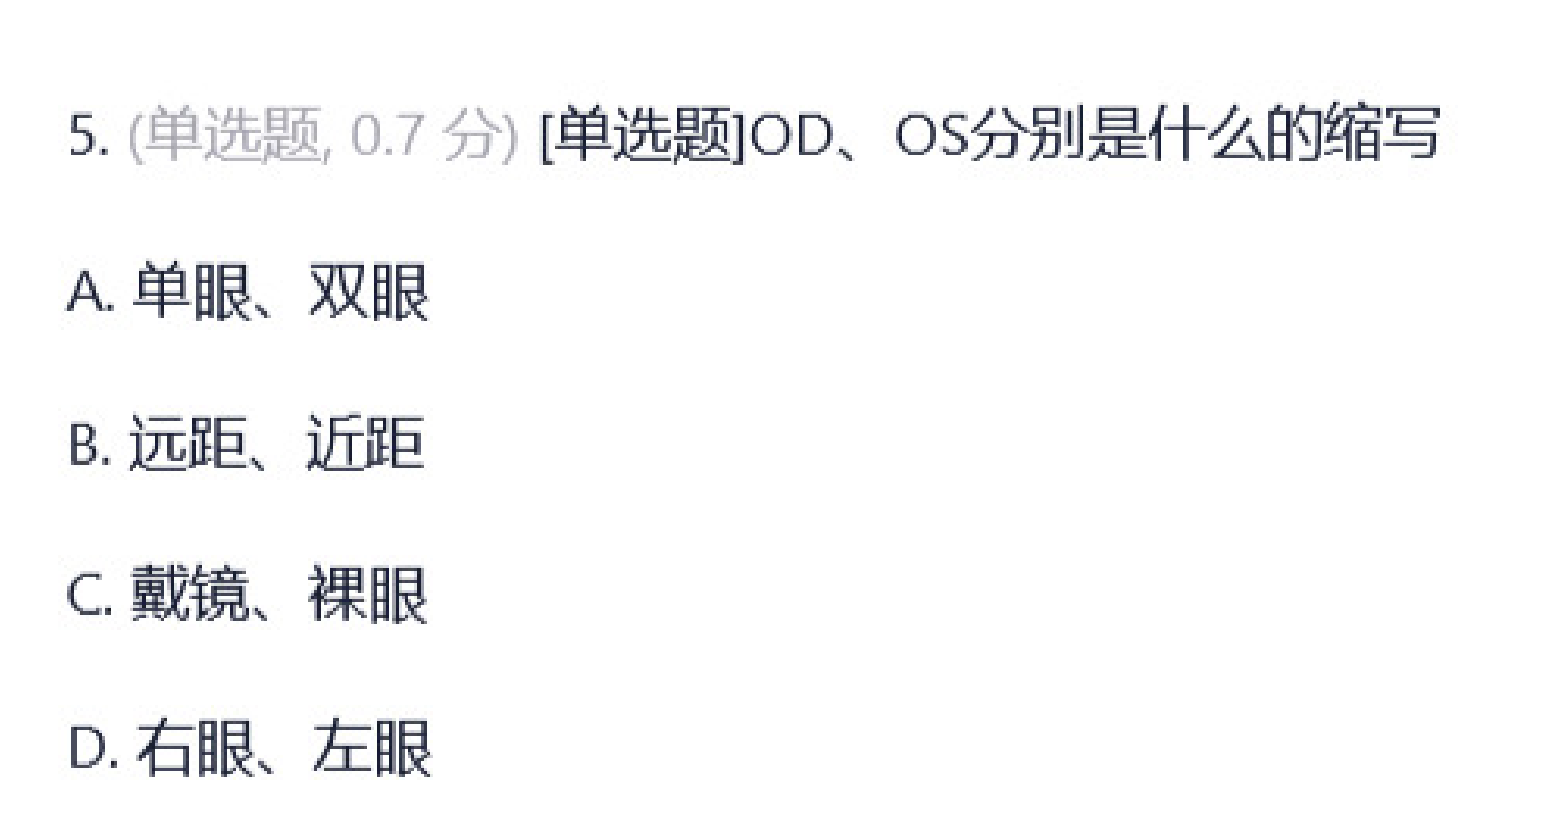 5. (单选题, 0.7 分) [单选题]OD、OS分别是什么的缩写
A. 单眼、双眼
B. 远距、近距
C. 戴镜、裸眼
D. 右眼、左眼